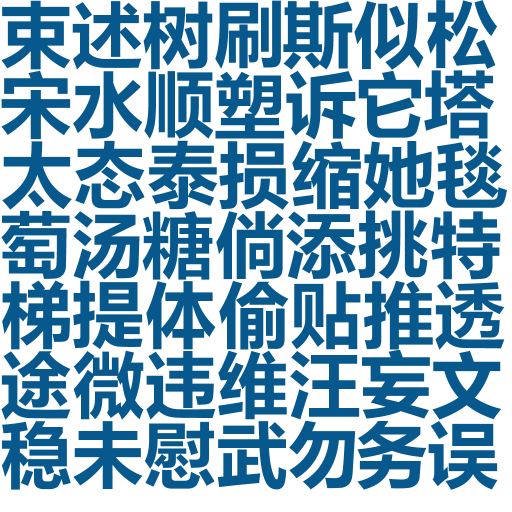 束述树刷斯似松
宋水顺塑诉它塔
太态泰损缩她毯
萄汤糖倘添挑特
梯提体偷贴推透
途微违维汪妄文
稳未慰武勿务误